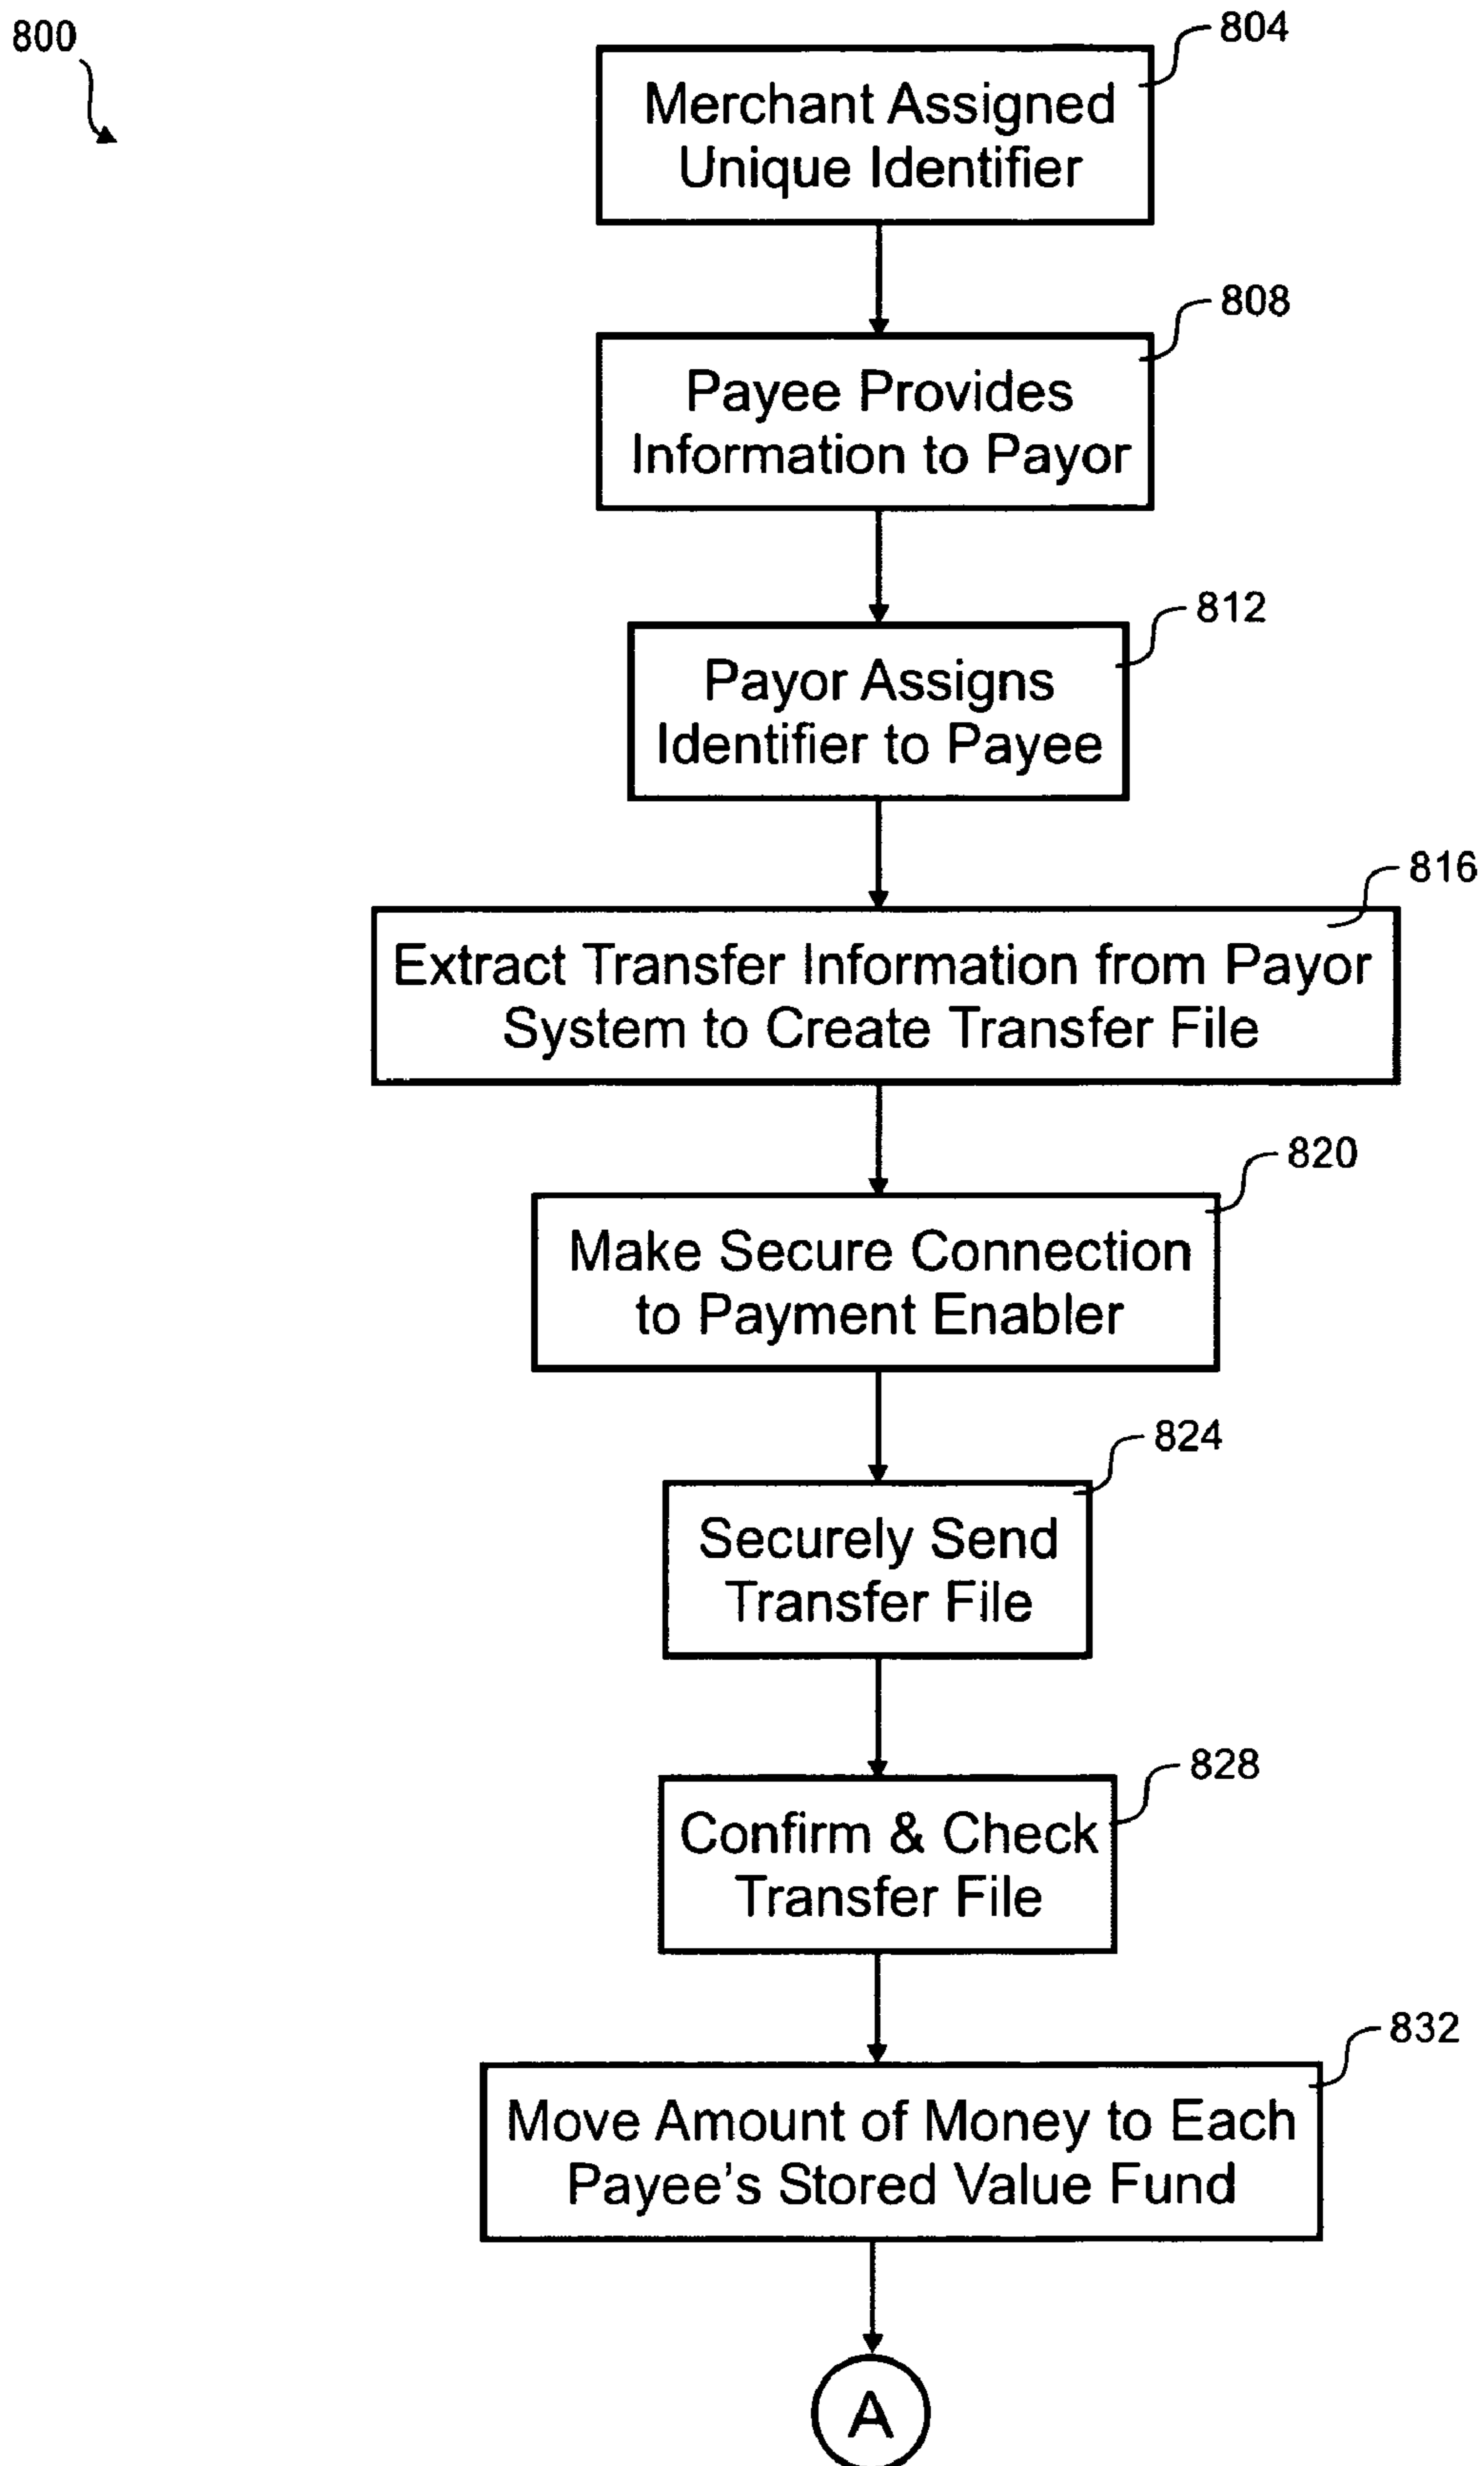 800
804
Merchant Assigned
Unique Identifier
808
Payee Provides
Information to Payor
812
Payor Assigns
Identifier to Payee
816
Extract Transfer Information from Payor
System to Create Transfer File
820
Make Secure Connection
to Payment Enabler
824
Securely Send
Transfer File
828
Confirm & Check
Transfer File
832
Move Amount of Money to Each
Payee's Stored Value Fund
A